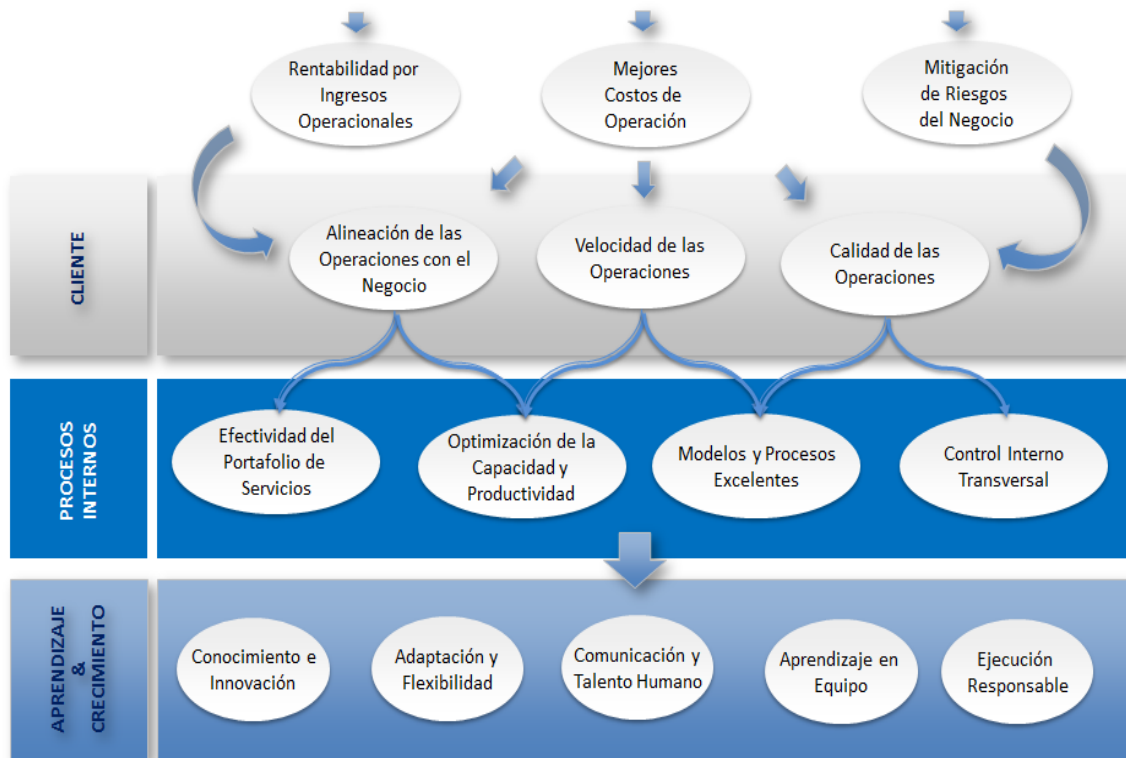 Rentabilidad por
Ingresos
Operacionales
Mejores
Costos de
Operación
Mitigación
de Riesgos
del Negocio
CLIENTE
Alineación de las
Operaciones con el
Negocio
Velocidad de las
Operaciones
Calidad de las
Operaciones
PROCESOS
INTERNOS
Efectividad del
Portafolio de
Servicios
Optimización de la
Capacidad y
Productividad
Modelos y Procesos
Excelentes
Control Interno
Transversal
APRENDIZAJE
&
CRECIMIENTO
Conocimiento e
Innovación
Adaptación y
Flexibilidad
Comunicación y
Talento Humano
Aprendizaje en
Equipo
Ejecución
Responsable